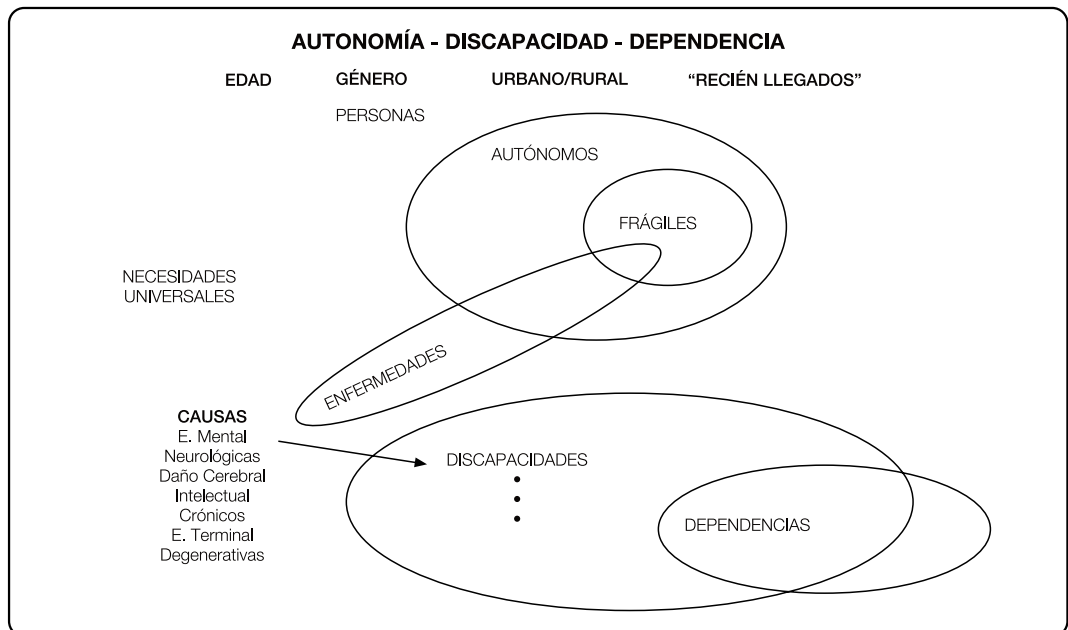 AUTONOMÍA - DISCAPACIDAD - DEPENDENCIA
EDAD GÉNERO URBANO/RURAL “RECIÉN LLEGADOS”
PERSONAS
AUTÓNOMOS
FRÁGILES
NECESIDADES
UNIVERSALES
ENFERMEDADES
CAUSAS
E. Mental
Neurológicas
Daño Cerebral
Intelectual
Crónicos
E. Terminal
Degenerativas
DISCAPACIDADES
DEPENDENCIAS